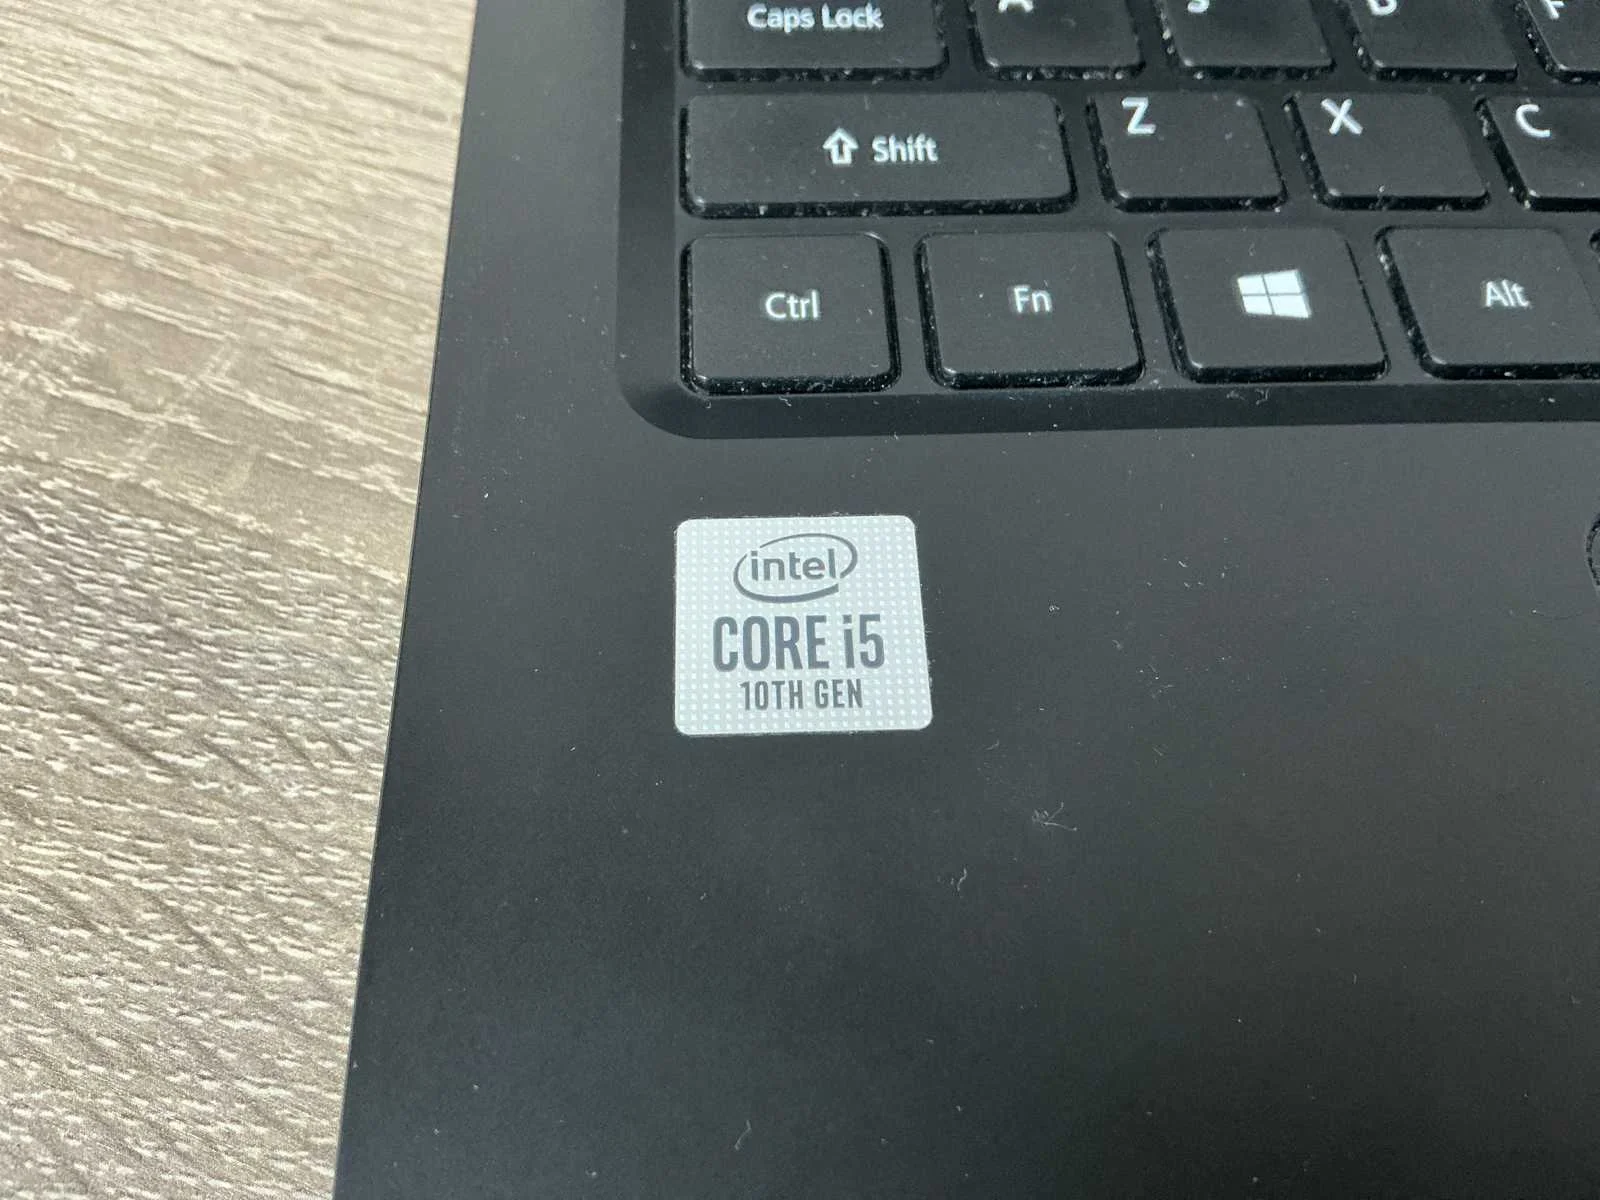 Caps Lock A S D F
Shift Z X C
Ctrl Fn Alt
intel
CORE i5
10TH GEN